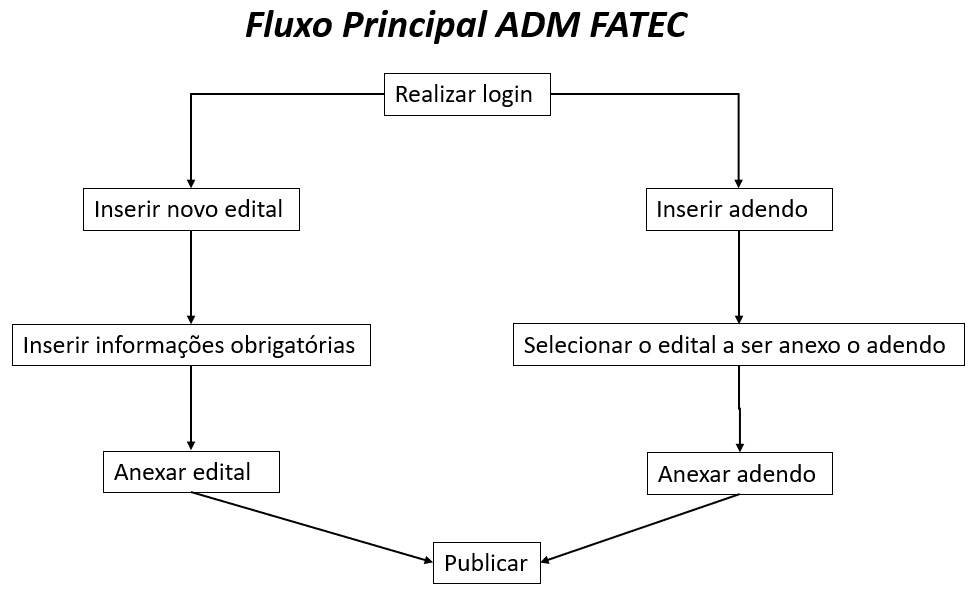 Fluxo Principal ADM FATEC
Realizar login
Inserir novo edital
Inserir adendo
Inserir informações obrigatórias
Selecionar o edital a ser anexo o adendo
Anexar edital
Anexar adendo
Publicar